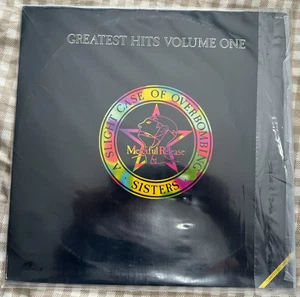 GREATEST HITS VOLUME ONE
A SLIGHT CASE OF OVERBOMBING
Merciful Release
SISTERS